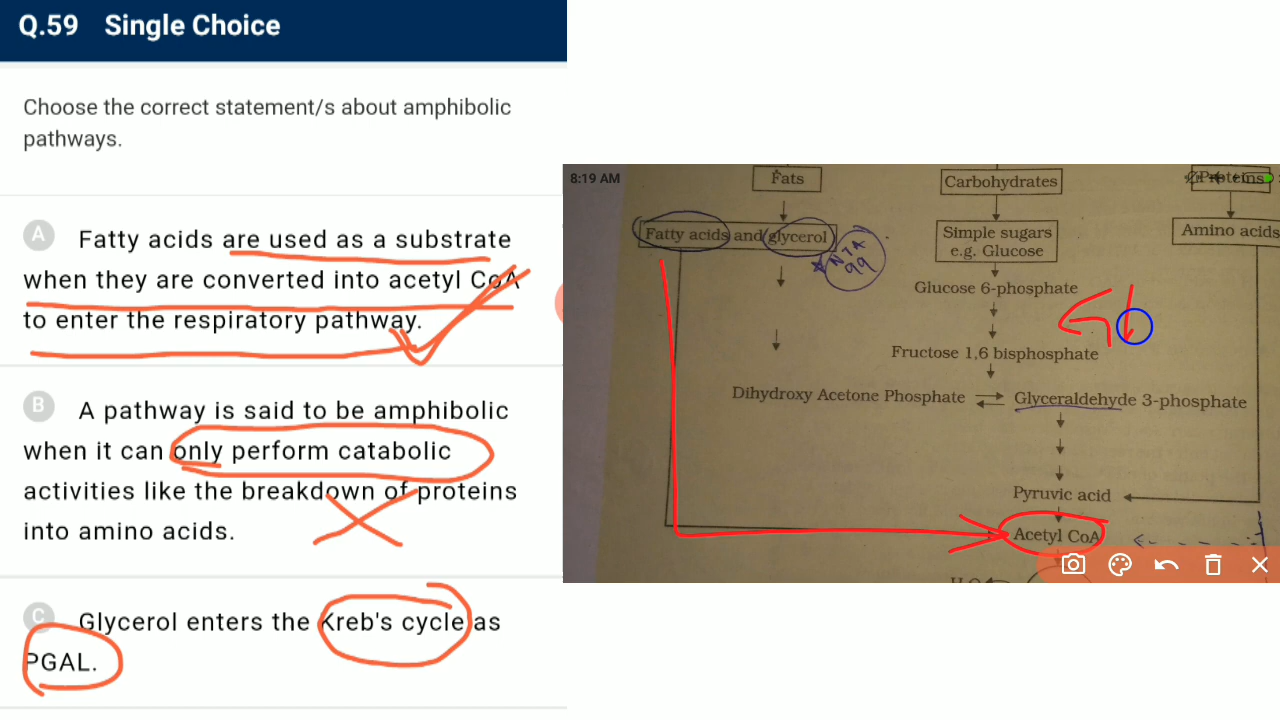 Q.59 Single Choice
Choose the correct statement/s about amphibolic
pathways.
A Fatty acids are used as a substrate
when they are converted into acetyl CoA
to enter the respiratory pathway.
B A pathway is said to be amphibolic
when it can only perform catabolic
activities like the breakdown of proteins
into amino acids.
C Glycerol enters the Kreb's cycle as
PGAL.
8:19 AM
Fats
Carbohydrates
Proteins
Fatty acids and glycerol
NTA
99
Simple sugars
e.g. Glucose
Amino acids
Glucose 6-phosphate
Fructose 1,6 bisphosphate
Dihydroxy Acetone Phosphate
Glyceraldehyde 3-phosphate
Pyruvic acid
Acetyl CoA